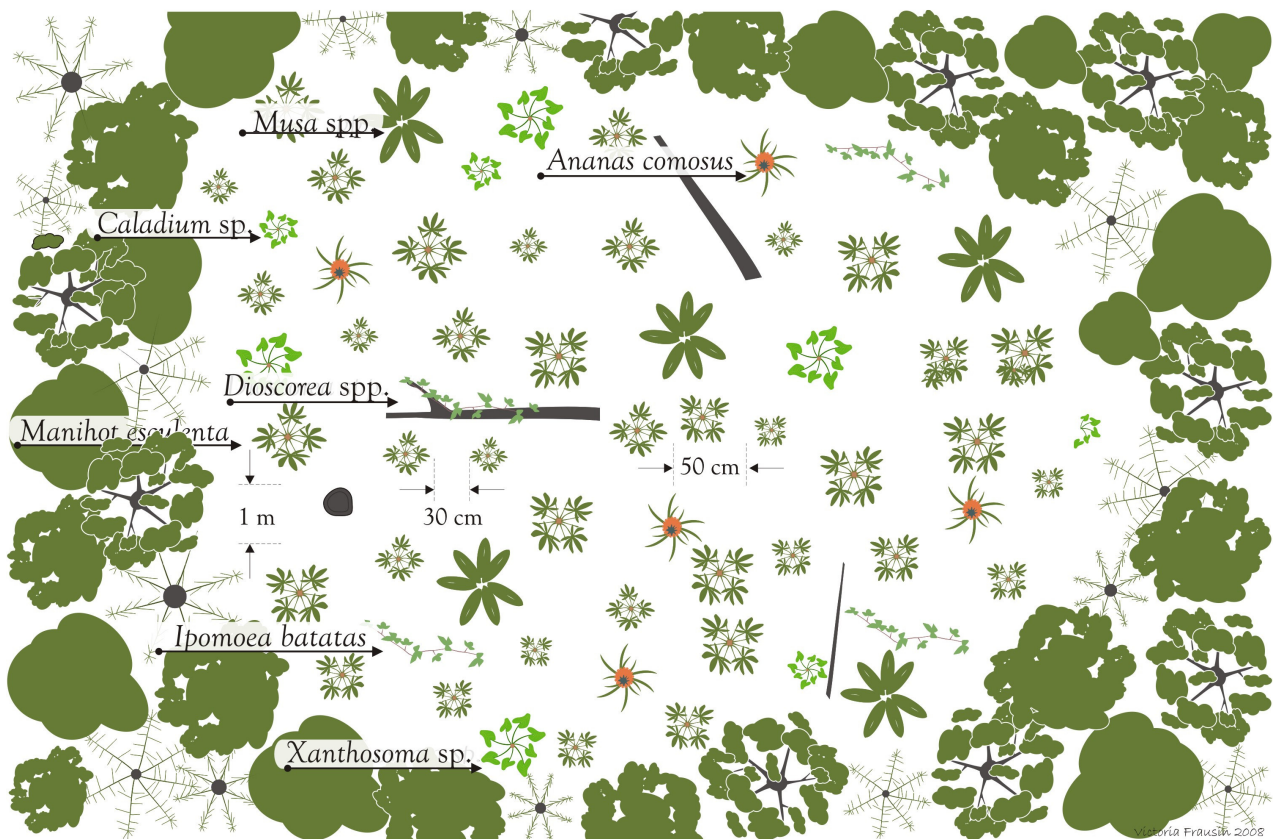 Musa spp.
Ananas comosus
Caladium sp.
Dioscorea spp.
Manihot esculenta
50 cm
30 cm
1 m
Ipomoea batatas
Xanthosoma sp.
Victoria Frausin 2008